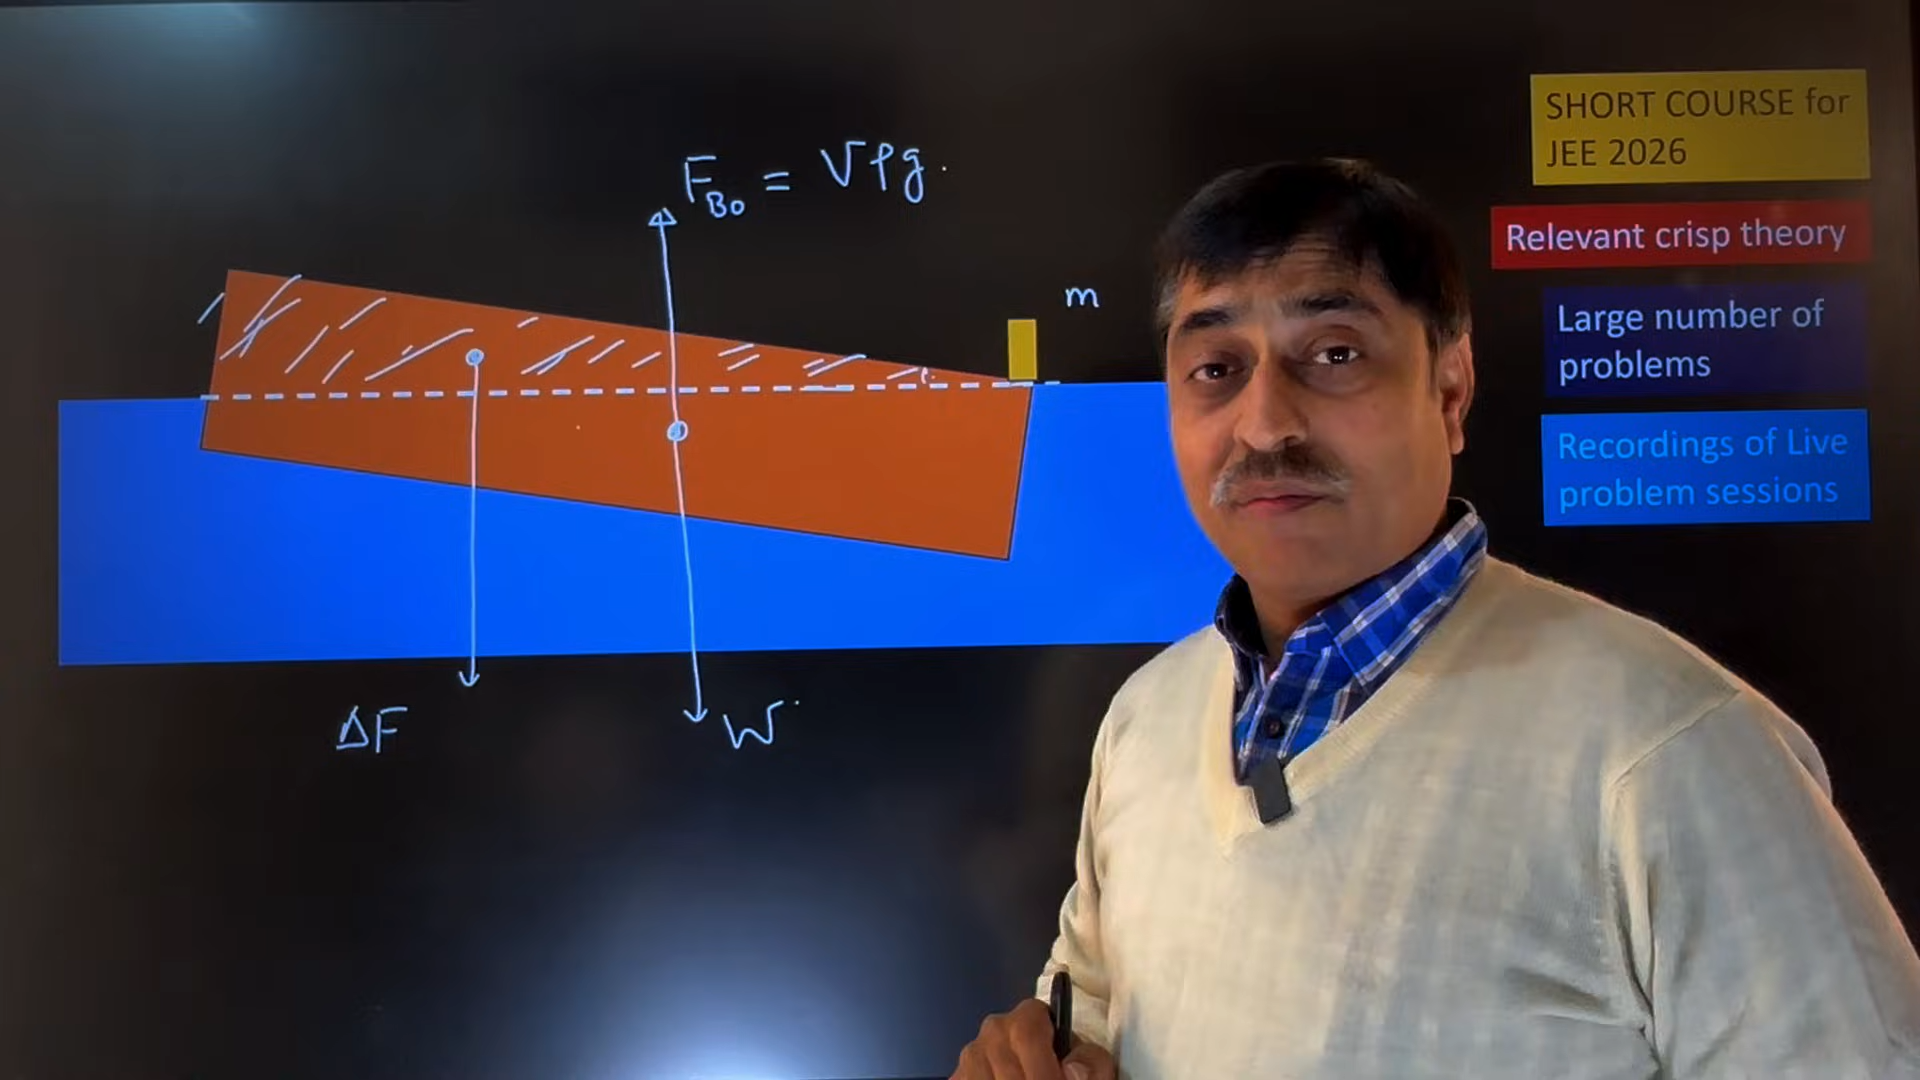 F_B0 = Vρg.
m
ΔF
W
SHORT COURSE for
JEE 2026
Relevant crisp theory
Large number of
problems
Recordings of Live
problem sessions